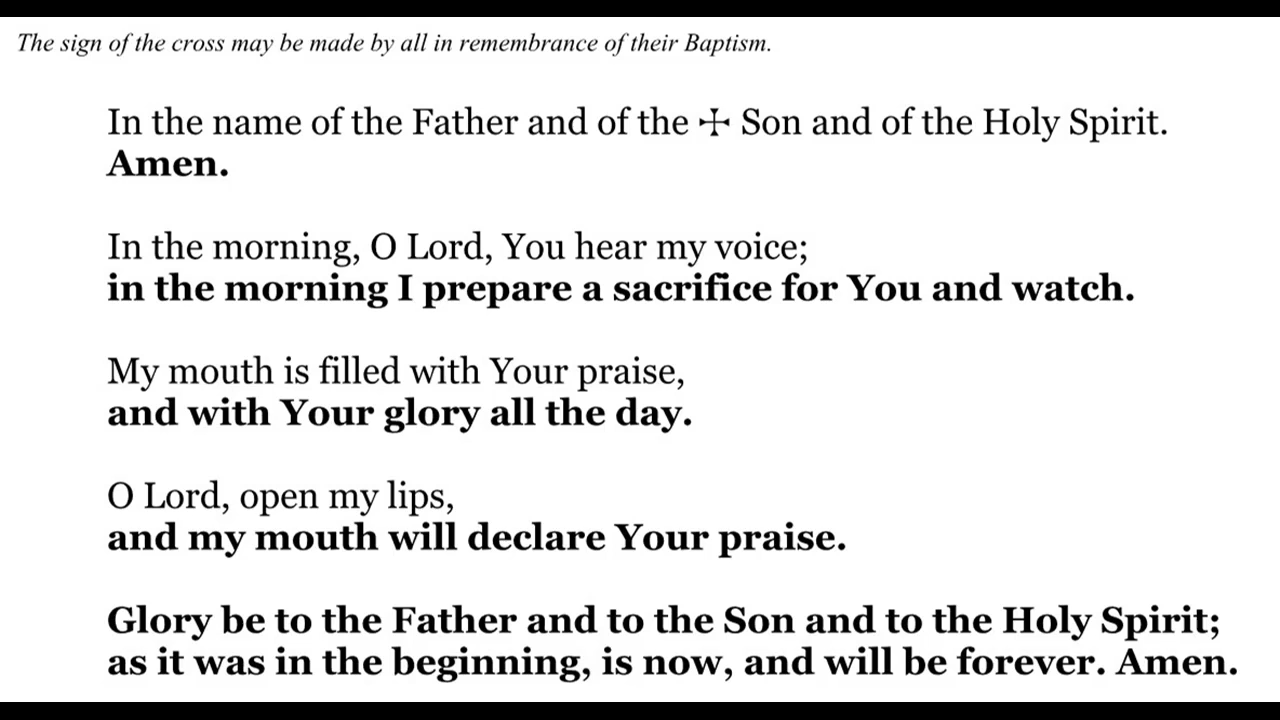 The sign of the cross may be made by all in remembrance of their Baptism.
In the name of the Father and of the ☩ Son and of the Holy Spirit.
Amen.
In the morning, O Lord, You hear my voice;
in the morning I prepare a sacrifice for You and watch.
My mouth is filled with Your praise,
and with Your glory all the day.
O Lord, open my lips,
and my mouth will declare Your praise.
Glory be to the Father and to the Son and to the Holy Spirit;
as it was in the beginning, is now, and will be forever. Amen.